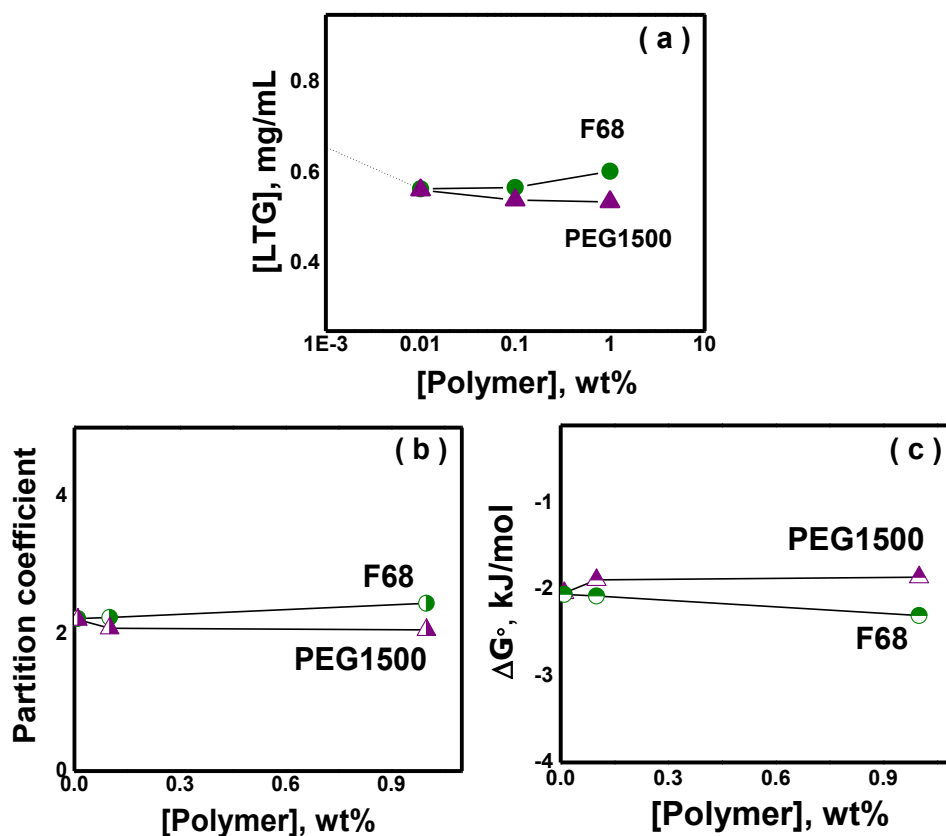 ( a )
[LTG], mg/mL
0.8
0.6
0.4
F68
PEG1500
1E-3 0.01 0.1 1 10
[Polymer], wt%
( b )
Partition coefficient
4
2
0
F68
PEG1500
0.0 0.3 0.6 0.9
[Polymer], wt%
( c )
ΔG°, kJ/mol
-1
-2
-3
-4
PEG1500
F68
0.0 0.3 0.6 0.9
[Polymer], wt%